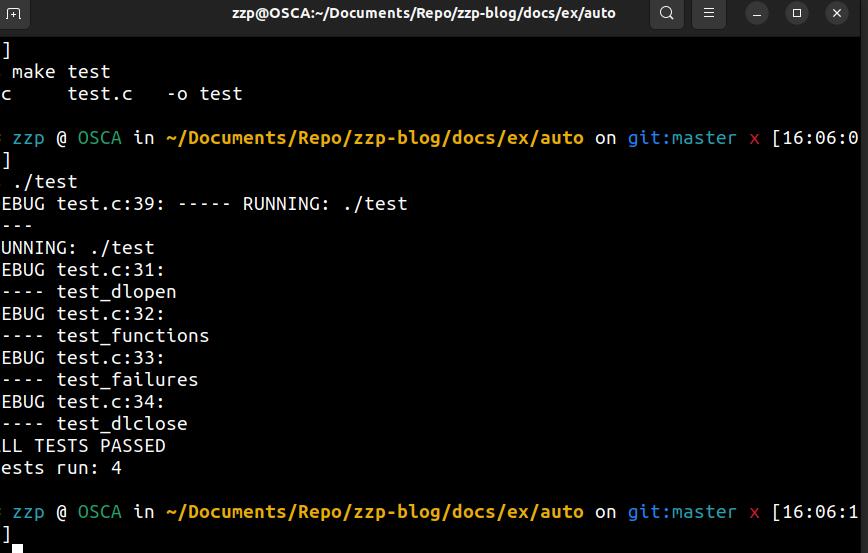 zzp@OSCA:~/Documents/Repo/zzp-blog/docs/ex/auto
]
make test
c     test.c   -o test
zzp @ OSCA in ~/Documents/Repo/zzp-blog/docs/ex/auto on git:master x [16:06:0
]
./test
EBUG test.c:39: ----- RUNNING: ./test
---
UNNING: ./test
EBUG test.c:31:
---- test_dlopen
EBUG test.c:32:
---- test_functions
EBUG test.c:33:
---- test_failures
EBUG test.c:34:
---- test_dlclose
LL TESTS PASSED
ests run: 4
zzp @ OSCA in ~/Documents/Repo/zzp-blog/docs/ex/auto on git:master x [16:06:1
]